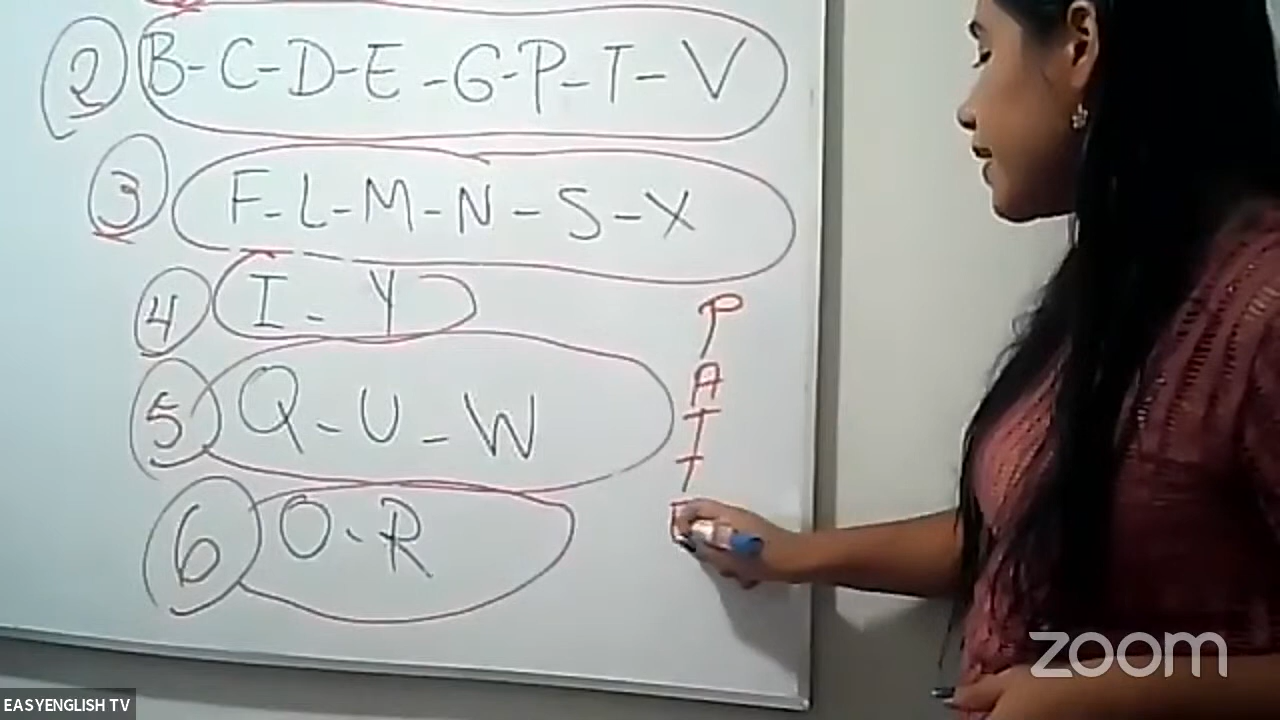 2 B-C-D-E-G-P-T-V
3 F-L-M-N-S-X
4 I-Y
5 Q-U-W
6 O-R
P
A
T
T
zoom
EASYENGLISH TV